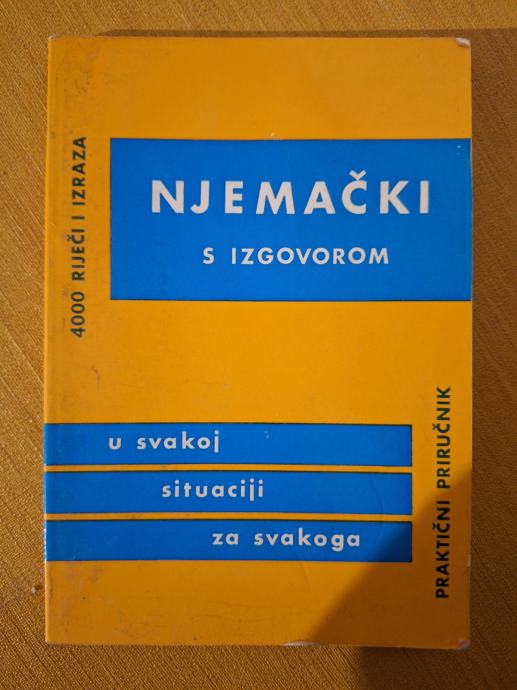 4000 RIJEČI I IZRAZA
NJEMAČKI
S IZGOVOROM
u svakoj
situaciji
za svakoga
PRAKTIČNI PRIRUČNIK